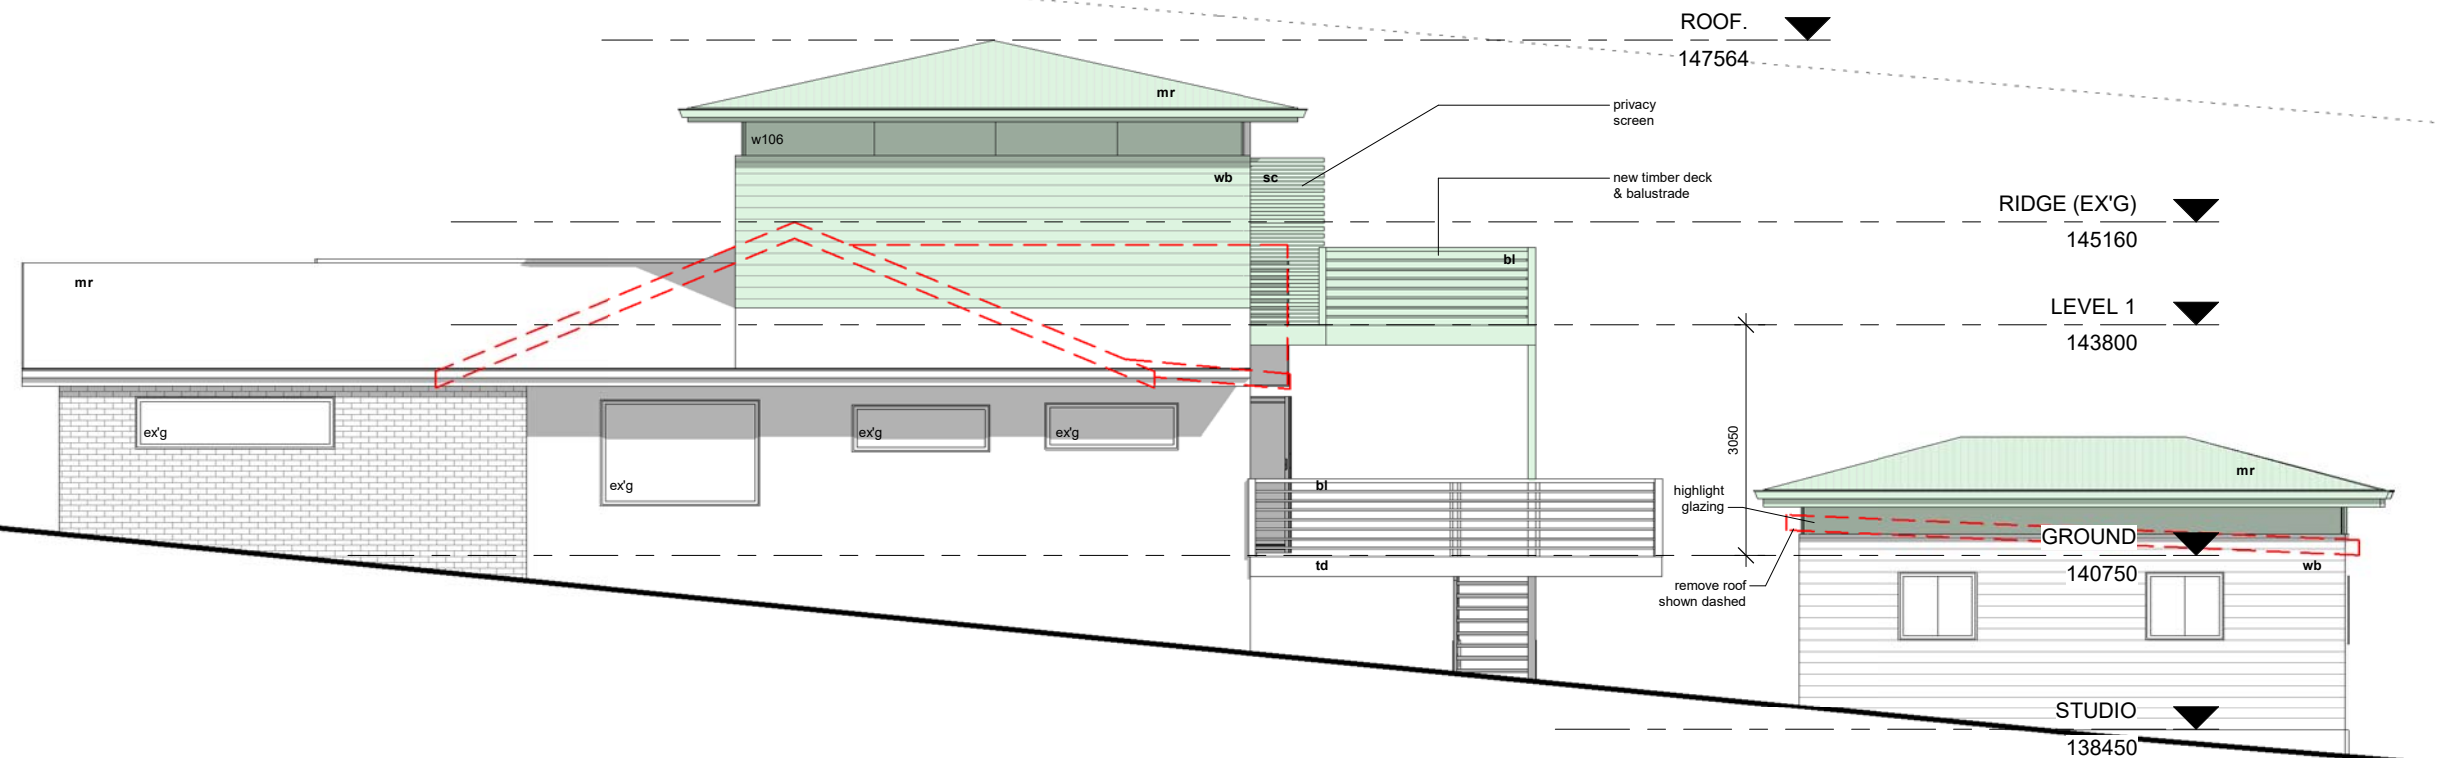 ROOF.
147564
mr
privacy
screen
w106
wb
sc
new timber deck
& balustrade
RIDGE (EX'G)
145160
bl
mr
LEVEL 1
143800
ex'g
ex'g
ex'g
ex'g
3050
mr
bl
highlight
glazing
GROUND
140750
td
wb
remove roof
shown dashed
STUDIO
138450